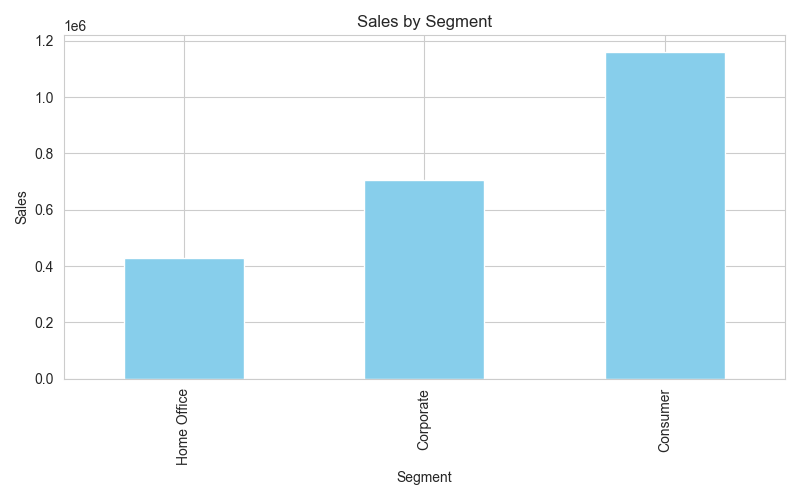 Sales by Segment
1e6
1.2
1.0
0.8
0.6
0.4
0.2
0.0
Sales
Home Office
Corporate
Consumer
Segment